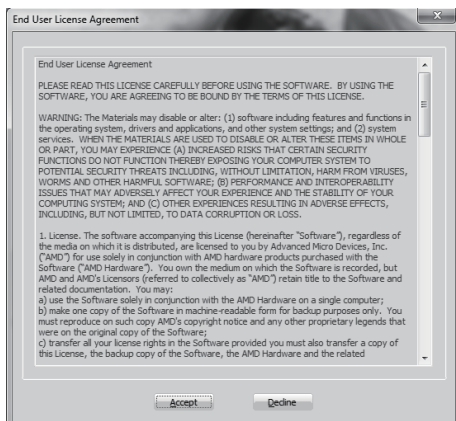 End User License Agreement
End User License Agreement
PLEASE READ THIS LICENSE CAREFULLY BEFORE USING THE SOFTWARE. BY USING THE
SOFTWARE, YOU ARE AGREEING TO BE BOUND BY THE TERMS OF THIS LICENSE.
WARNING: The Materials may disable or alter: (1) software including features and functions in
the operating system, drivers and applications, and other system settings; and (2) system
services. WHEN THE MATERIALS ARE USED TO DISABLE OR ALTER THESE ITEMS IN WHOLE
OR PART, YOU MAY EXPERIENCE (A) INCREASED RISKS THAT CERTAIN SECURITY
FUNCTIONS DO NOT FUNCTION THEREBY EXPOSING YOUR COMPUTER SYSTEM TO
POTENTIAL SECURITY THREATS INCLUDING, WITHOUT LIMITATION, HARM FROM VIRUSES,
WORMS AND OTHER HARMFUL SOFTWARE; (B) PERFORMANCE AND INTEROPERABILITY
ISSUES THAT MAY ADVERSELY AFFECT YOUR EXPERIENCE AND THE STABILITY OF YOUR
COMPUTING SYSTEM; AND (C) OTHER EXPERIENCES RESULTING IN ADVERSE EFFECTS,
INCLUDING, BUT NOT LIMITED, TO DATA CORRUPTION OR LOSS.
1. License. The software accompanying this License (hereinafter "Software"), regardless of
the media on which it is distributed, are licensed to you by Advanced Micro Devices, Inc.
("AMD") for use solely in conjunction with AMD hardware products purchased with the
Software ("AMD Hardware"). You own the medium on which the Software is recorded, but
AMD and AMD's Licensors (referred to collectively as "AMD") retain title to the Software and
related documentation. You may:
a) use the Software solely in conjunction with the AMD Hardware on a single computer;
b) make one copy of the Software in machine-readable form for backup purposes only. You
must reproduce on such copy AMD's copyright notice and any other proprietary legends that
were on the original copy of the Software;
c) transfer all your license rights in the Software provided you must also transfer a copy of
this License, the backup copy of the Software, the AMD Hardware and the related
Accept Decline